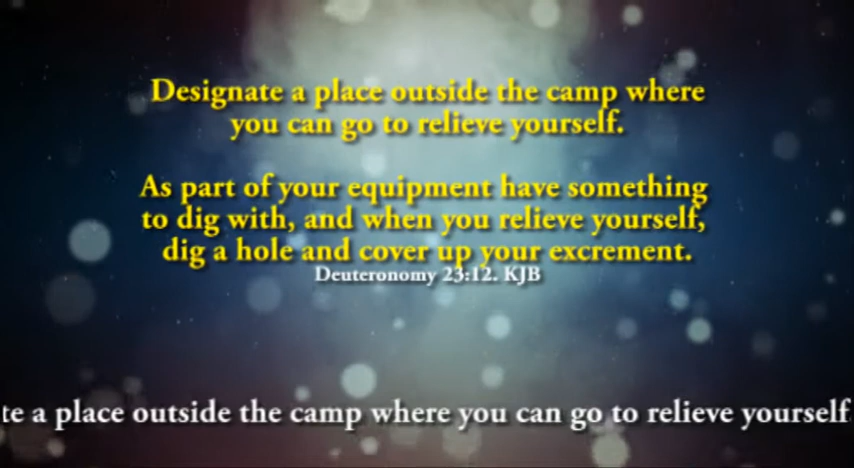 Designate a place outside the camp where
you can go to relieve yourself.
As part of your equipment have something
to dig with, and when you relieve yourself,
dig a hole and cover up your excrement.
Deuteronomy 23:12. KJB
te a place outside the camp where you can go to relieve yourself